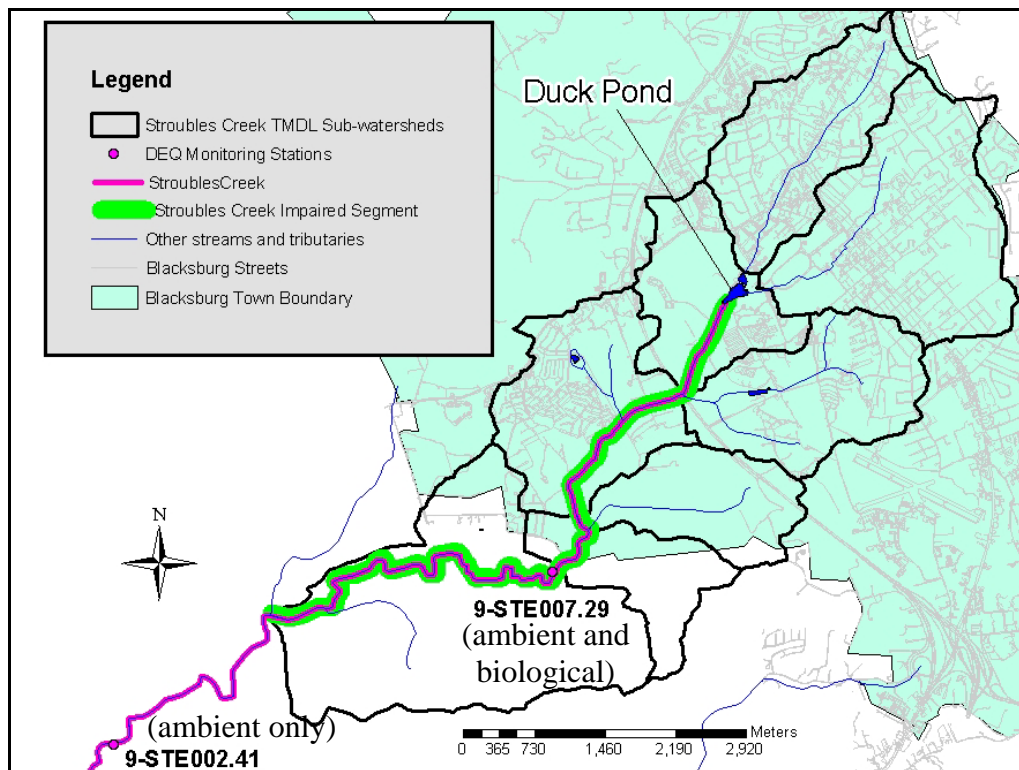 Legend
Stroubles Creek TMDL Sub-watersheds
DEQ Monitoring Stations
StroublesCreek
Stroubles Creek Impaired Segment
Other streams and tributaries
Blacksburg Streets
Blacksburg Town Boundary
Duck Pond
N
9-STE007.29
(ambient and
biological)
(ambient only)
9-STE002.41
Meters
0 365 730 1,460 2,190 2,920